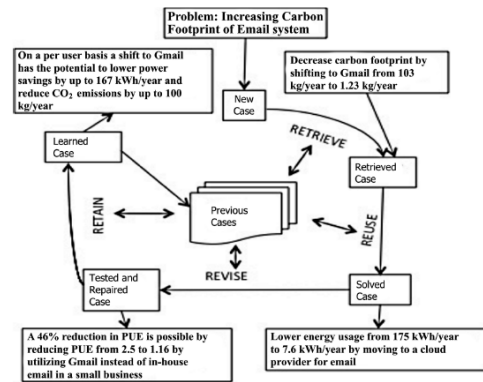 Problem: Increasing Carbon
Footprint of Email system
On a per user basis a shift to Gmail
has the potential to lower power
savings by up to 167 kWh/year and
reduce CO₂ emissions by up to 100
kg/year
Decrease carbon footprint by
shifting to Gmail from 103
kg/year to 1.23 kg/year
New
Case
RETRIEVE
Learned
Case
Retrieved
Case
RETAIN
Previous
Cases
REUSE
REVISE
Tested and
Repaired
Case
Solved
Case
A 46% reduction in PUE is possible by
reducing PUE from 2.5 to 1.16 by
utilizing Gmail instead of in-house
email in a small business
Lower energy usage from 175 kWh/year
to 7.6 kWh/year by moving to a cloud
provider for email